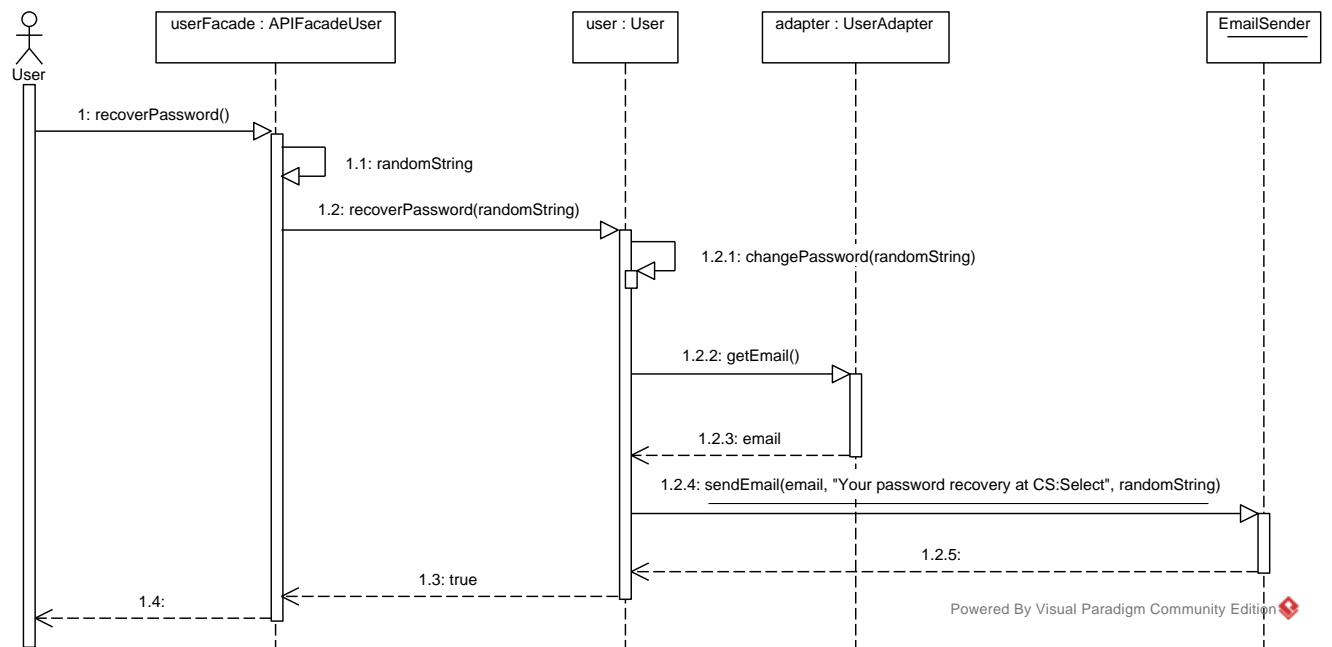 userFacade : APIFacadeUser
user : User
adapter : UserAdapter
EmailSender
User
1: recoverPassword()
1.1: randomString
1.2: recoverPassword(randomString)
1.2.1: changePassword(randomString)
1.2.2: getEmail()
1.2.3: email
1.2.4: sendEmail(email, "Your password recovery at CS:Select", randomString)
1.2.5:
1.3: true
1.4:
Powered By Visual Paradigm Community Edition